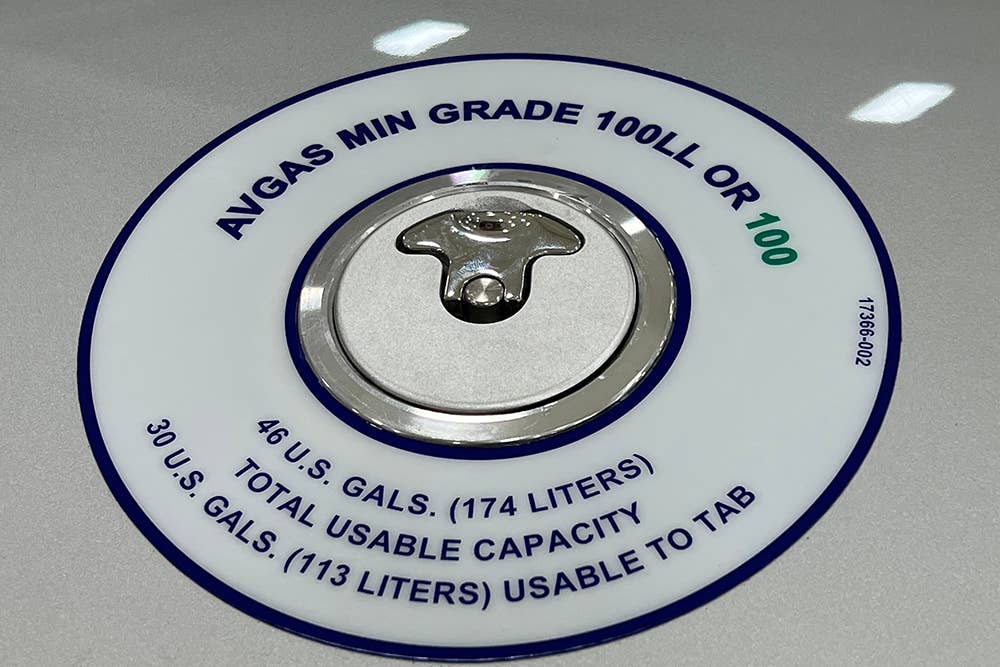 AVGAS MIN GRADE 100LL OR 100
17366-002
46 U.S. GALS. (174 LITERS)
TOTAL USABLE CAPACITY
30 U.S. GALS. (113 LITERS) USABLE TO TAB